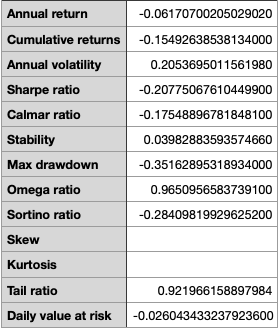 Annual return -0.06170700205029020
Cumulative returns -0.15492638538134000
Annual volatility 0.2053695011561980
Sharpe ratio -0.20775067610449900
Calmar ratio -0.17548896781848100
Stability 0.03982883593574660
Max drawdown -0.35162895318934000
Omega ratio 0.9650956583739100
Sortino ratio -0.28409819929625200
Skew
Kurtosis
Tail ratio 0.921966158897984
Daily value at risk -0.026043433237923600